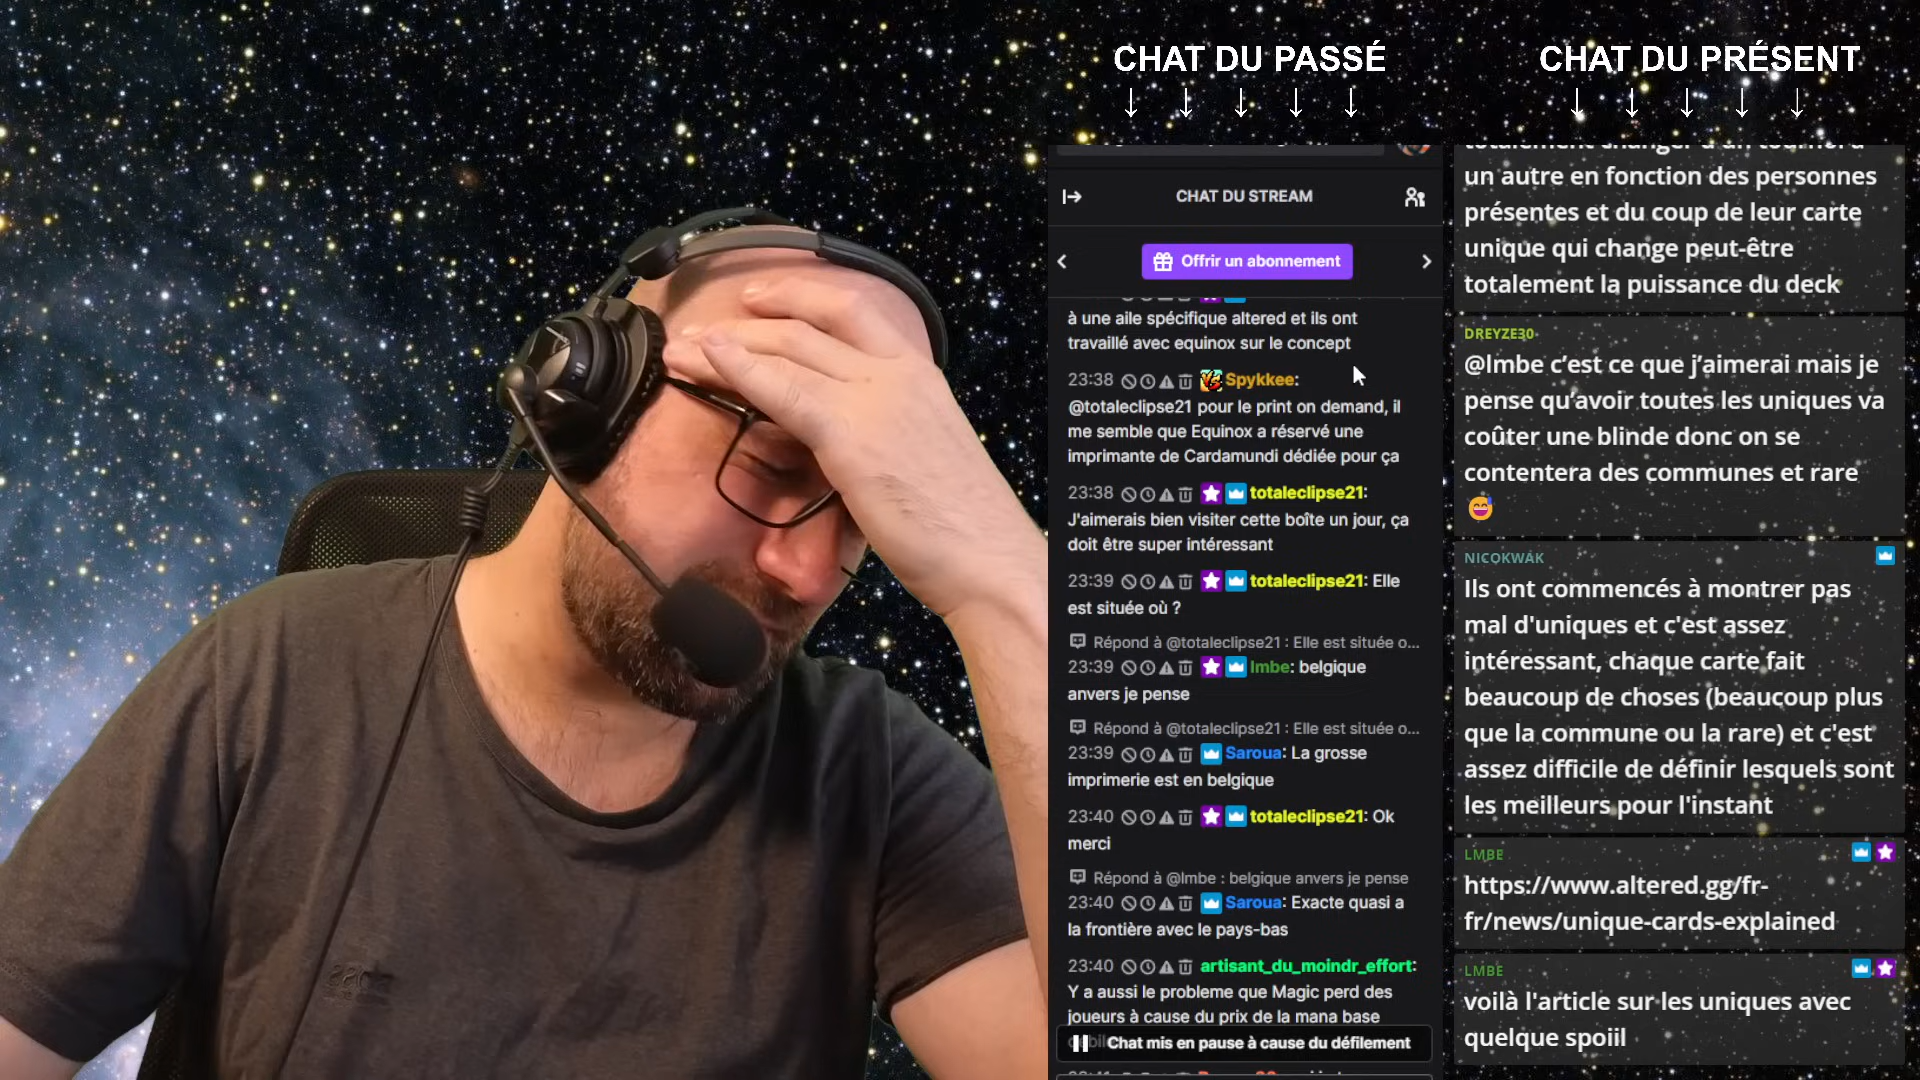 CHAT DU PASSÉ
↓ ↓ ↓ ↓ ↓
CHAT DU STREAM
Offrir un abonnement
à une aile spécifique altered et ils ont
travaillé avec equinox sur le concept
23:38 Spykkee:
@totaleclipse21 pour le print on demand, il
me semble que Equinox a réservé une
imprimante de Cardamundi dédiée pour ça
23:38 totaleclipse21:
J'aimerais bien visiter cette boîte un jour, ça
doit être super intéressant
23:39 totaleclipse21: Elle
est située où ?
Répond à @totaleclipse21 : Elle est située o...
23:39 lmbe: belgique
anvers je pense
Répond à @totaleclipse21 : Elle est située o...
23:39 Saroua: La grosse
imprimerie est en belgique
23:40 totaleclipse21: Ok
merci
Répond à @lmbe : belgique anvers je pense
23:40 Saroua: Exacte quasi a
la frontière avec le pays-bas
23:40 artisant_du_moindr_effort:
Y a aussi le probleme que Magic perd des
joueurs à cause du prix de la mana base
Chat mis en pause à cause du défilement
CHAT DU PRÉSENT
↓ ↓ ↓ ↓ ↓
totalement changer d'un tournoi à
un autre en fonction des personnes
présentes et du coup de leur carte
unique qui change peut-être
totalement la puissance du deck
DREYZE30
@lmbe c’est ce que j’aimerai mais je
pense qu’avoir toutes les uniques va
coûter une blinde donc on se
contentera des communes et rare
😅
NICOKWAK
Ils ont commencés à montrer pas
mal d'uniques et c'est assez
intéressant, chaque carte fait
beaucoup de choses (beaucoup plus
que la commune ou la rare) et c'est
assez difficile de définir lesquels sont
les meilleurs pour l'instant
LMBE
https://www.altered.gg/fr-
fr/news/unique-cards-explained
LMBE
voilà l'article sur les uniques avec
quelque spoiil